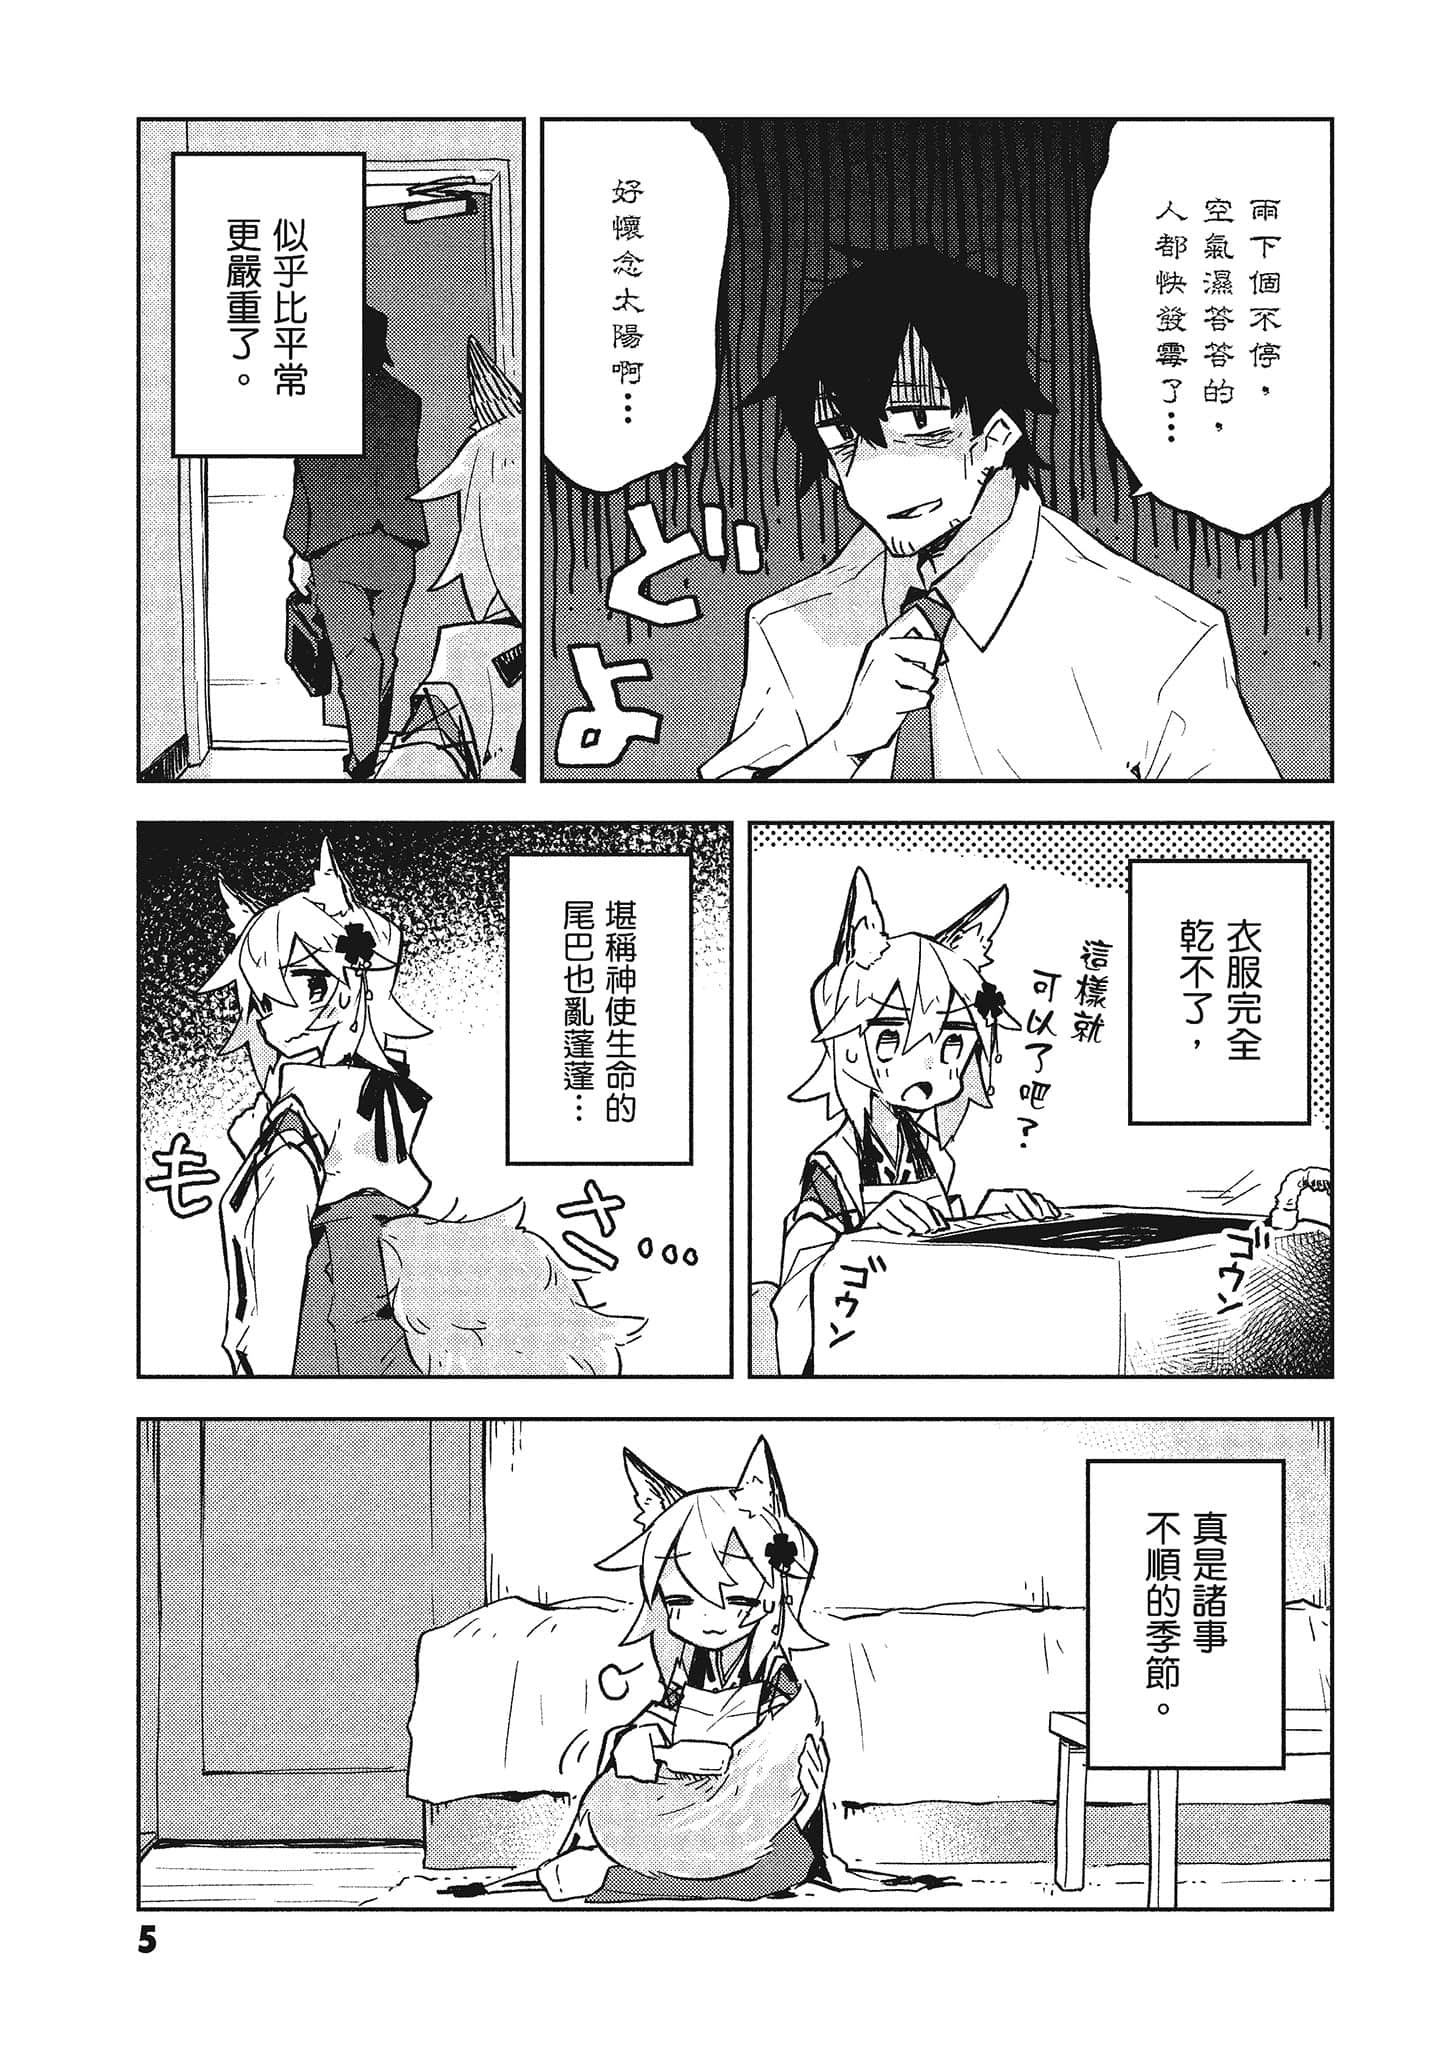 雨下個不停，
空氣濕答答的，
人都快發霉了…
好懷念太陽啊…
どよ
似乎比平常
更嚴重了。
衣服完全
乾不了，
這樣就
可以了吧？
ゴウン
ゴウン
堪稱神使生命的
尾巴也亂蓬蓬…
もさ…
真是諸事
不順的季節。
5